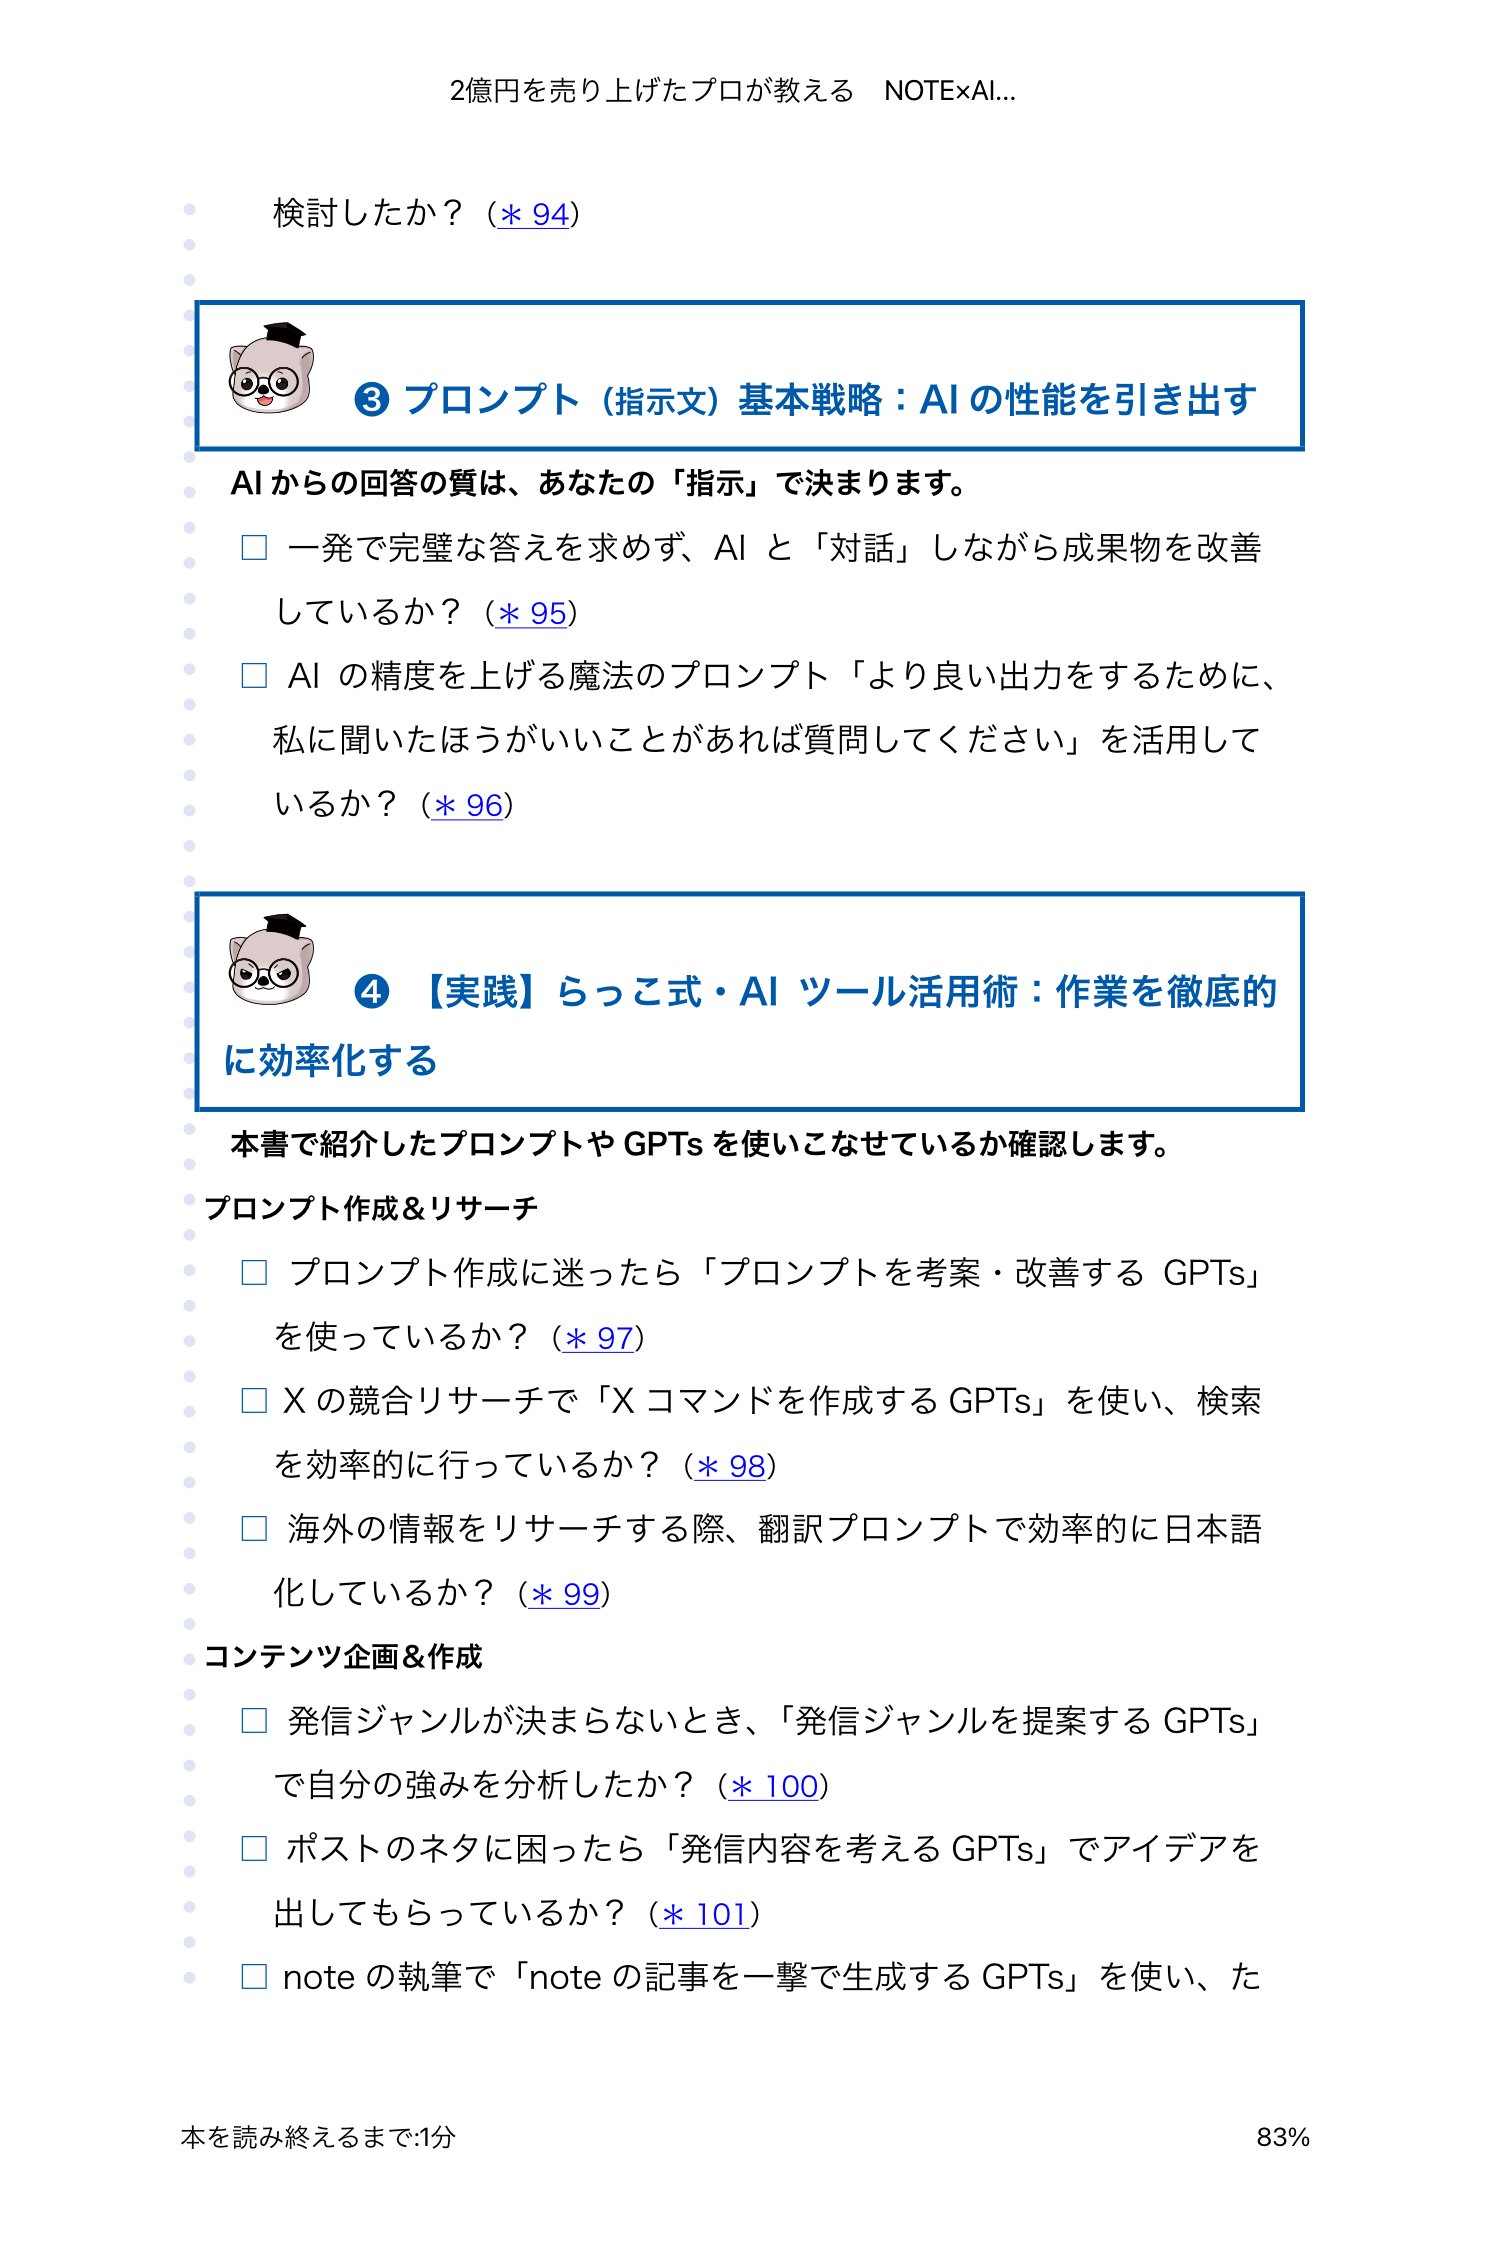 2億円を売り上げたプロが教える　NOTE×AI...
検討したか？（＊ 94）
❸ プロンプト（指示文）基本戦略：AI の性能を引き出す
AI からの回答の質は、あなたの「指示」で決まります。
□ 一発で完璧な答えを求めず、AI と「対話」しながら成果物を改善
しているか？（＊ 95）
□ AI の精度を上げる魔法のプロンプト「より良い出力をするために、
私に聞いたほうがいいことがあれば質問してください」を活用して
いるか？（＊ 96）
❹ 【実践】らっこ式・AI ツール活用術：作業を徹底的
に効率化する
本書で紹介したプロンプトや GPTs を使いこなせているか確認します。
プロンプト作成＆リサーチ
□ プロンプト作成に迷ったら「プロンプトを考案・改善する GPTs」
を使っているか？（＊ 97）
□ X の競合リサーチで「X コマンドを作成する GPTs」を使い、検索
を効率的に行っているか？（＊ 98）
□ 海外の情報をリサーチする際、翻訳プロンプトで効率的に日本語
化しているか？（＊ 99）
コンテンツ企画＆作成
□ 発信ジャンルが決まらないとき、「発信ジャンルを提案する GPTs」
で自分の強みを分析したか？（＊ 100）
□ ポストのネタに困ったら「発信内容を考える GPTs」でアイデアを
出してもらっているか？（＊ 101）
□ note の執筆で「note の記事を一撃で生成する GPTs」を使い、た
本を読み終えるまで:1分
83%